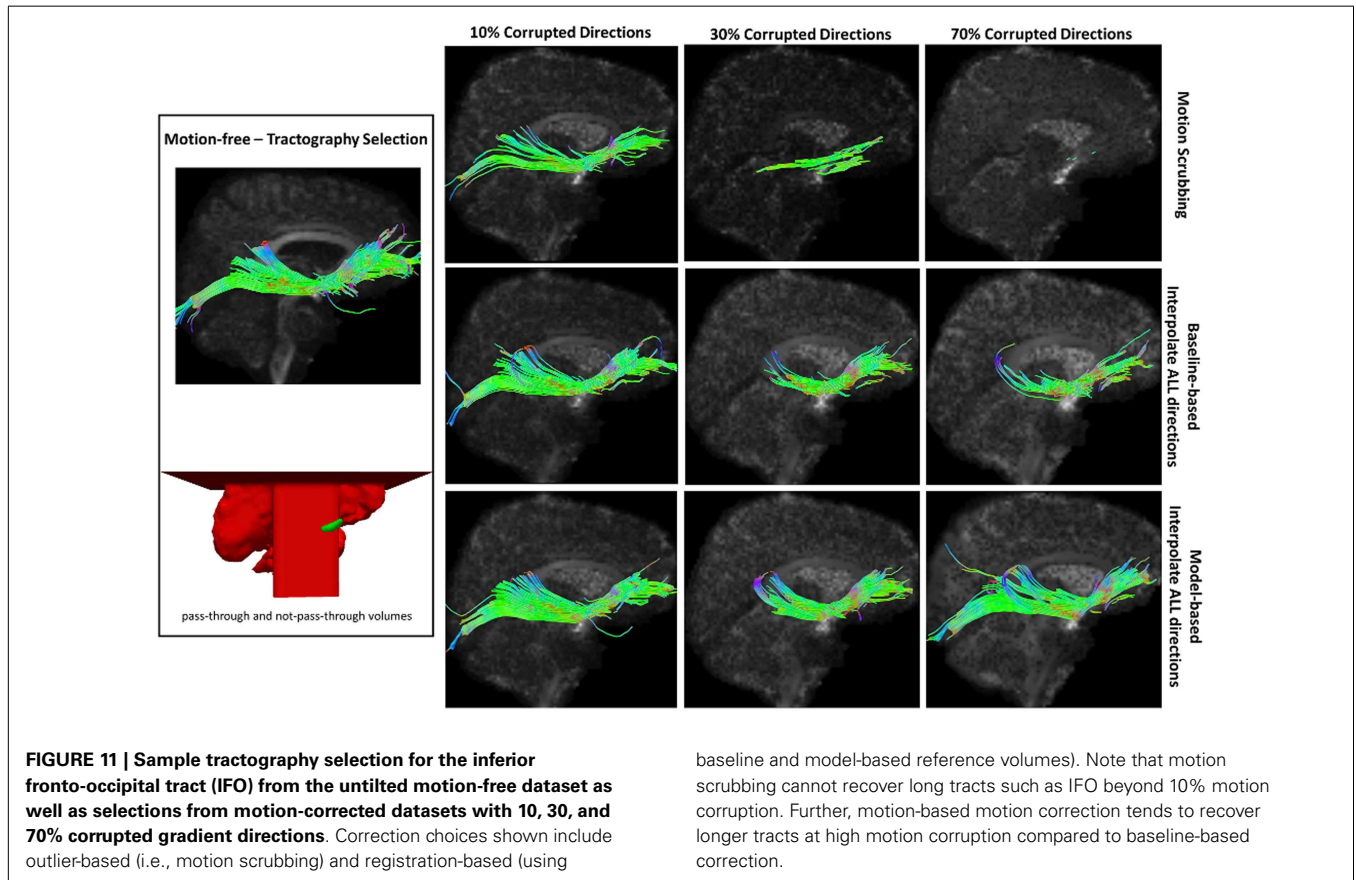 10% Corrupted Directions
30% Corrupted Directions
70% Corrupted Directions
Motion-free – Tractography Selection
pass-through and not-pass-through volumes
Motion Scrubbing
Baseline-based
Interpolate ALL directions
Model-based
Interpolate ALL directions
FIGURE 11 | Sample tractography selection for the inferior
fronto-occipital tract (IFO) from the untilted motion-free dataset as
well as selections from motion-corrected datasets with 10, 30, and
70% corrupted gradient directions. Correction choices shown include
outlier-based (i.e., motion scrubbing) and registration-based (using
baseline and model-based reference volumes). Note that motion
scrubbing cannot recover long tracts such as IFO beyond 10% motion
corruption. Further, motion-based motion correction tends to recover
longer tracts at high motion corruption compared to baseline-based
correction.